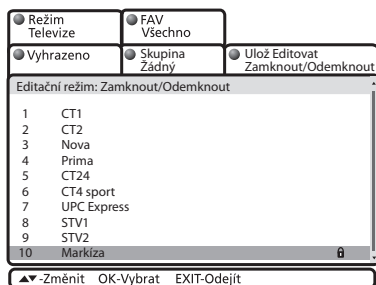 Režim
Televize
FAV
Všechno
Vyhrazeno
Skupina
Žádný
Ulož Editovat
Zamknout/Odemknout
Editační režim: Zamknout/Odemknout
1 CT1
2 CT2
3 Nova
4 Prima
5 CT24
6 CT4 sport
7 UPC Express
8 STV1
9 STV2
10 Markíza
▲▼-Změnit OK-Vybrat EXIT-Odejít